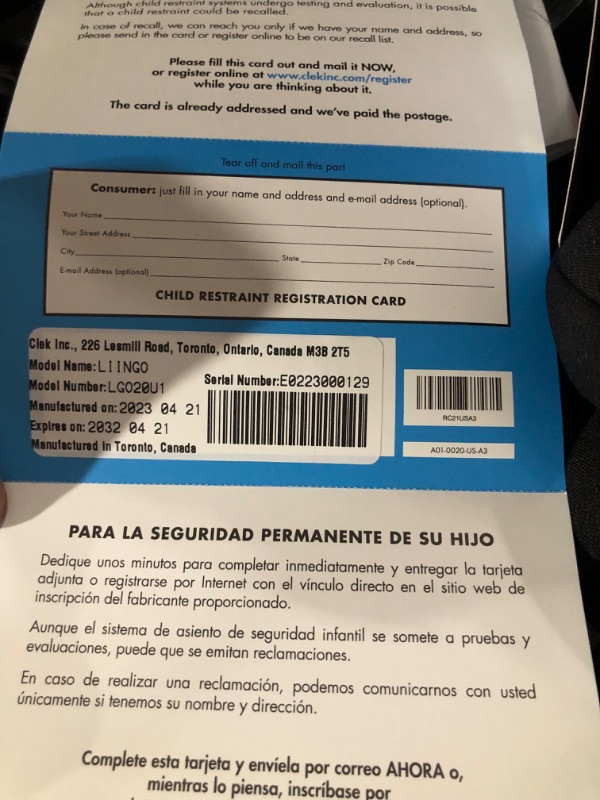 Although child restraint systems undergo testing and evaluation, it is possible
that a child restraint could be recalled.
In case of recall, we can reach you only if we have your name and address, so
please send in the card or register online to be on our recall list.
Please fill this card out and mail it NOW,
or register online at www.clekinc.com/register
while you are thinking about it.
The card is already addressed and we've paid the postage.
Tear off and mail this part
Consumer: just fill in your name and address and e-mail address (optional).
Your Name
Your Street Address
City State Zip Code
E-mail Address (optional)
CHILD RESTRAINT REGISTRATION CARD
Clek Inc., 226 Lesmill Road, Toronto, Ontario, Canada M3B 2T5
Model Name:LIINGO
Model Number:LGO20U1
Serial Number:E0223000129
Manufactured on:2023 04 21
Expires on: 2032 04 21
Manufactured In Toronto, Canada
RC21USA3
A01-0020-US-A3
PARA LA SEGURIDAD PERMANENTE DE SU HIJO
Dedique unos minutos para completar inmediatamente y entregar la tarjeta
adjunta o registrarse por Internet con el vínculo directo en el sitio web de
inscripción del fabricante proporcionado.
Aunque el sistema de asiento de seguridad infantil se somete a pruebas y
evaluaciones, puede que se emitan reclamaciones.
En caso de realizar una reclamación, podemos comunicarnos con usted
únicamente si tenemos su nombre y dirección.
Complete esta tarjeta y envíela por correo AHORA o,
mientras lo piensa, inscríbase por